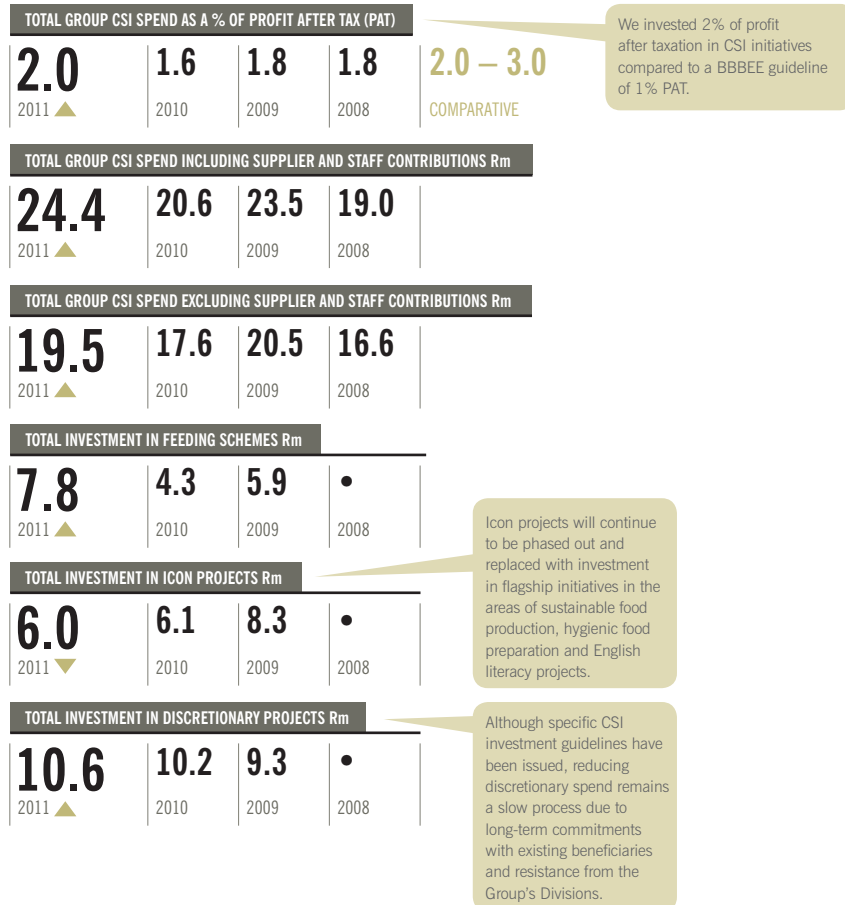 TOTAL GROUP CSI SPEND AS A % OF PROFIT AFTER TAX (PAT)
2.0 1.6 1.8 1.8 2.0 – 3.0
2011 2010 2009 2008 COMPARATIVE
We invested 2% of profit
after taxation in CSI initiatives
compared to a BBBEE guideline
of 1% PAT.
TOTAL GROUP CSI SPEND INCLUDING SUPPLIER AND STAFF CONTRIBUTIONS Rm
24.4 20.6 23.5 19.0
2011 2010 2009 2008
TOTAL GROUP CSI SPEND EXCLUDING SUPPLIER AND STAFF CONTRIBUTIONS Rm
19.5 17.6 20.5 16.6
2011 2010 2009 2008
TOTAL INVESTMENT IN FEEDING SCHEMES Rm
7.8 4.3 5.9 •
2011 2010 2009 2008
TOTAL INVESTMENT IN ICON PROJECTS Rm
6.0 6.1 8.3 •
2011 2010 2009 2008
Icon projects will continue
to be phased out and
replaced with investment
in flagship initiatives in the
areas of sustainable food
production, hygienic food
preparation and English
literacy projects.
TOTAL INVESTMENT IN DISCRETIONARY PROJECTS Rm
10.6 10.2 9.3 •
2011 2010 2009 2008
Although specific CSI
investment guidelines have
been issued, reducing
discretionary spend remains
a slow process due to
long-term commitments
with existing beneficiaries
and resistance from the
Group's Divisions.